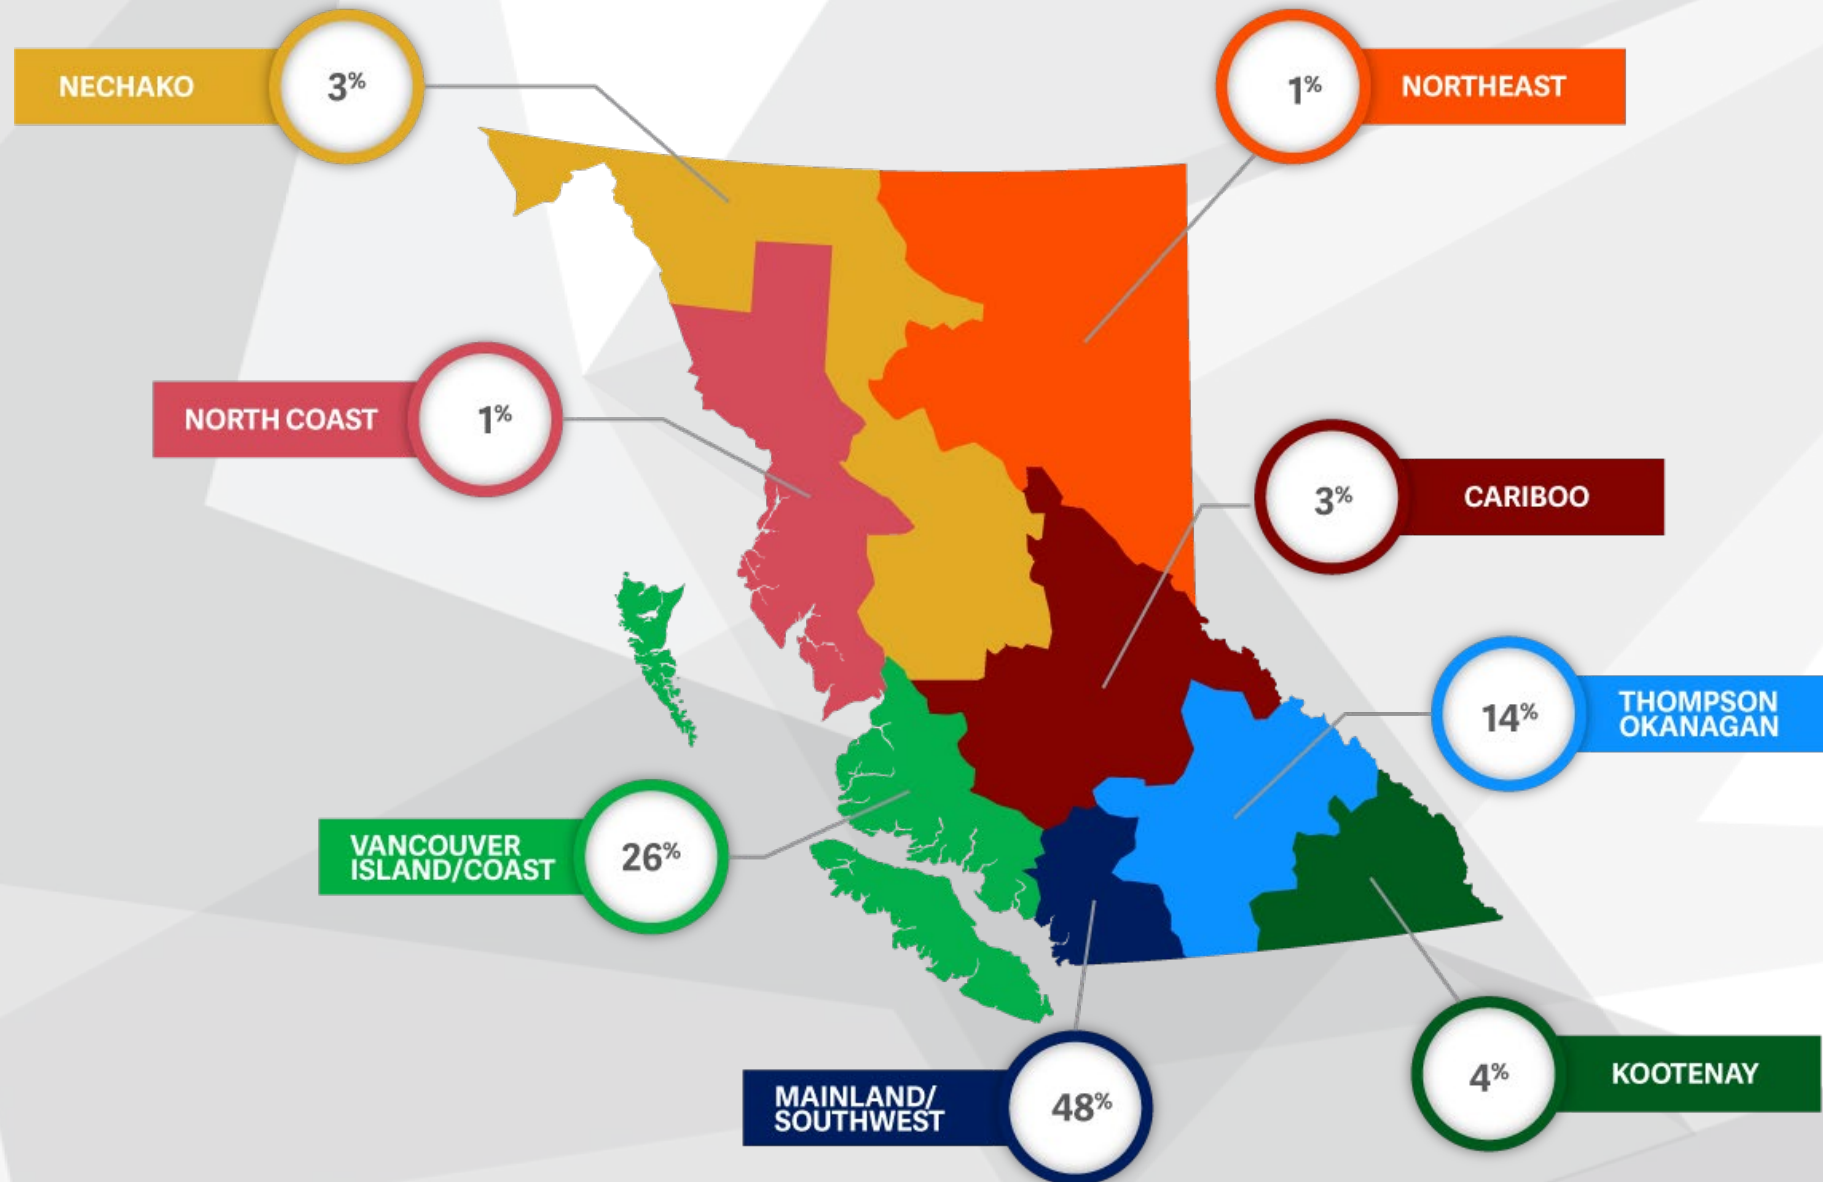 NECHAKO
3%
1%
NORTHEAST
NORTH COAST
1%
3%
CARIBOO
14%
THOMPSON
OKANAGAN
VANCOUVER
ISLAND/COAST
26%
MAINLAND/
SOUTHWEST
48%
4%
KOOTENAY